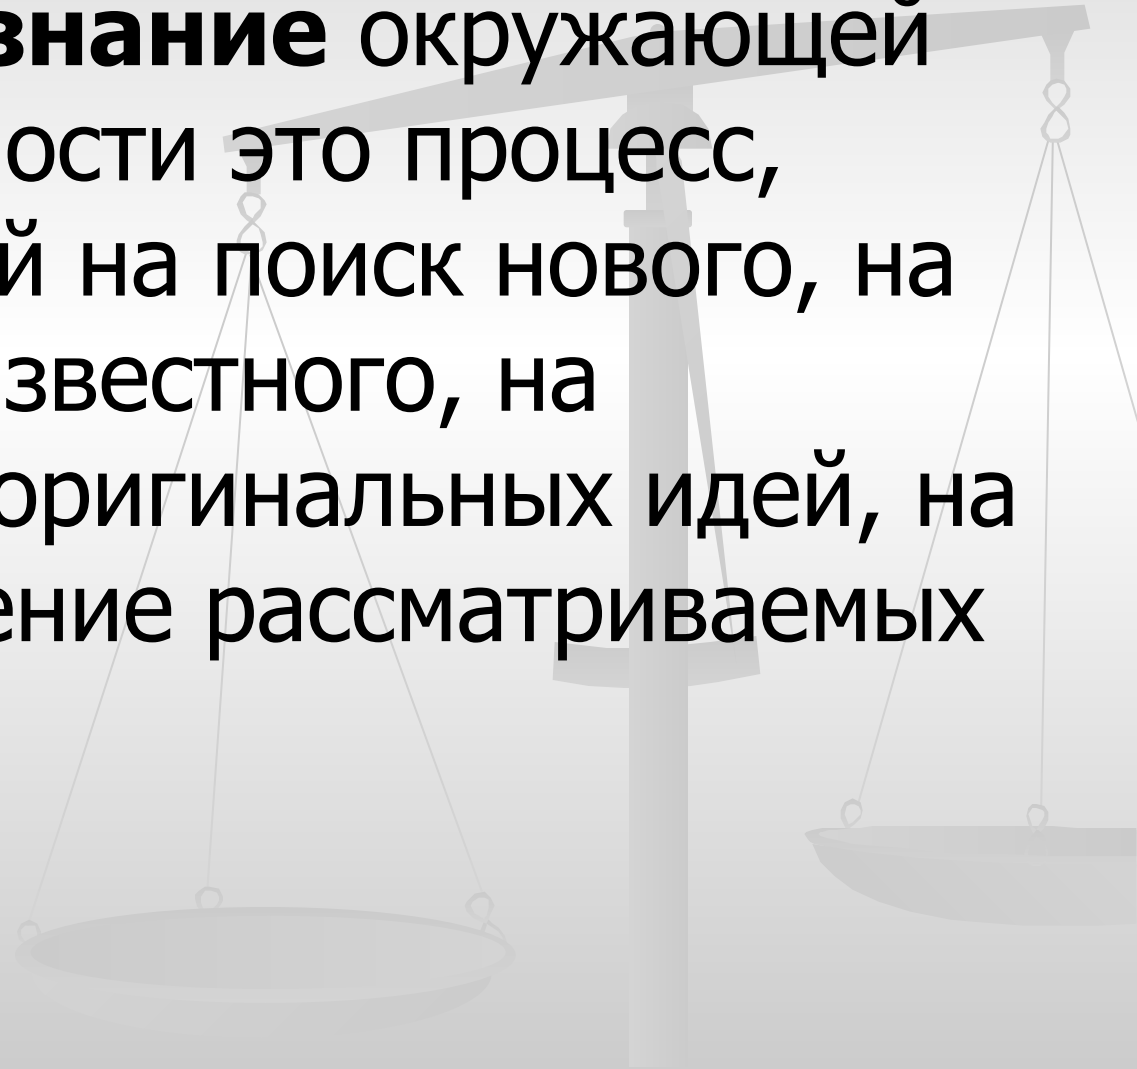 знание окружающей
ости это процесс,
й на поиск нового, на
звестного, на
оригинальных идей, на
ение рассматриваемых